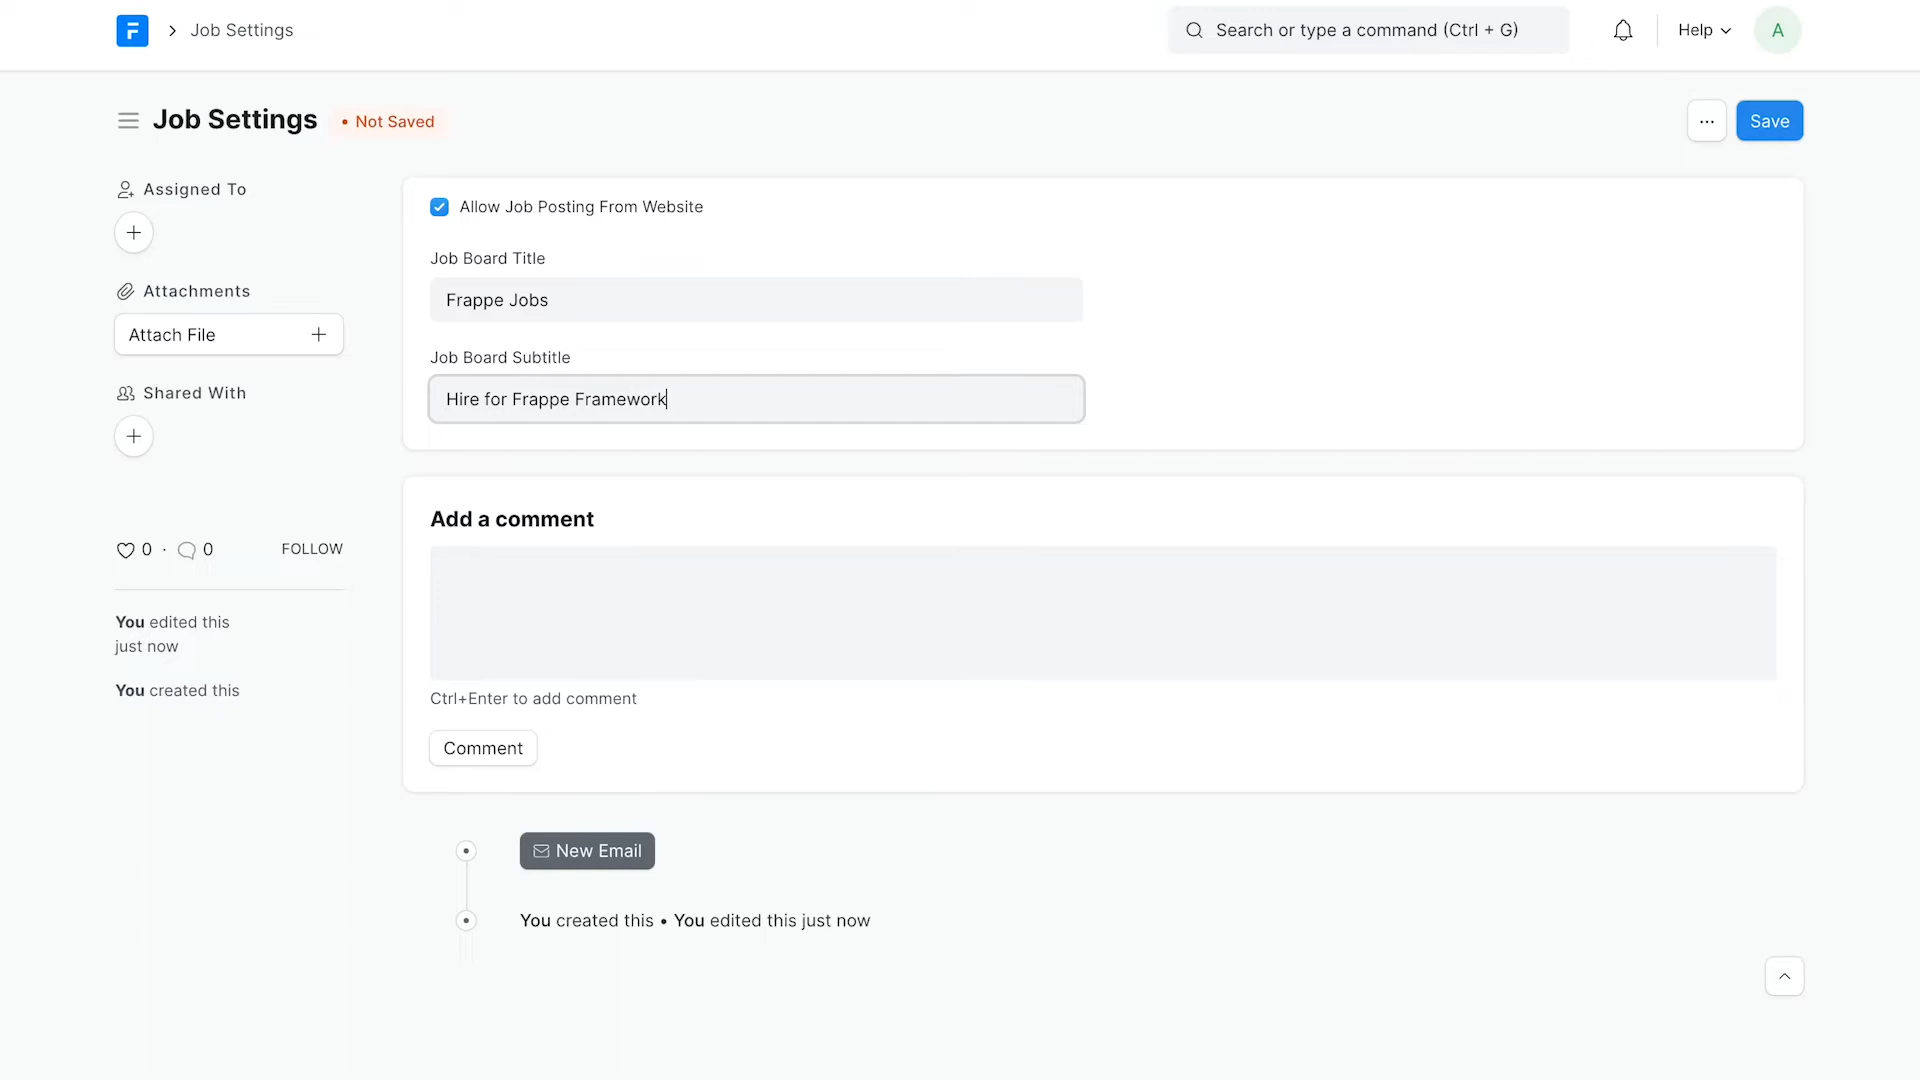 Job Settings
Search or type a command (Ctrl + G)
Help
A
Job Settings
• Not Saved
...
Save
Assigned To
Attachments
Attach File
Shared With
0 · 0
FOLLOW
You edited this
just now
You created this
Allow Job Posting From Website
Job Board Title
Frappe Jobs
Job Board Subtitle
Hire for Frappe Framework
Add a comment
Ctrl+Enter to add comment
Comment
New Email
You created this • You edited this just now